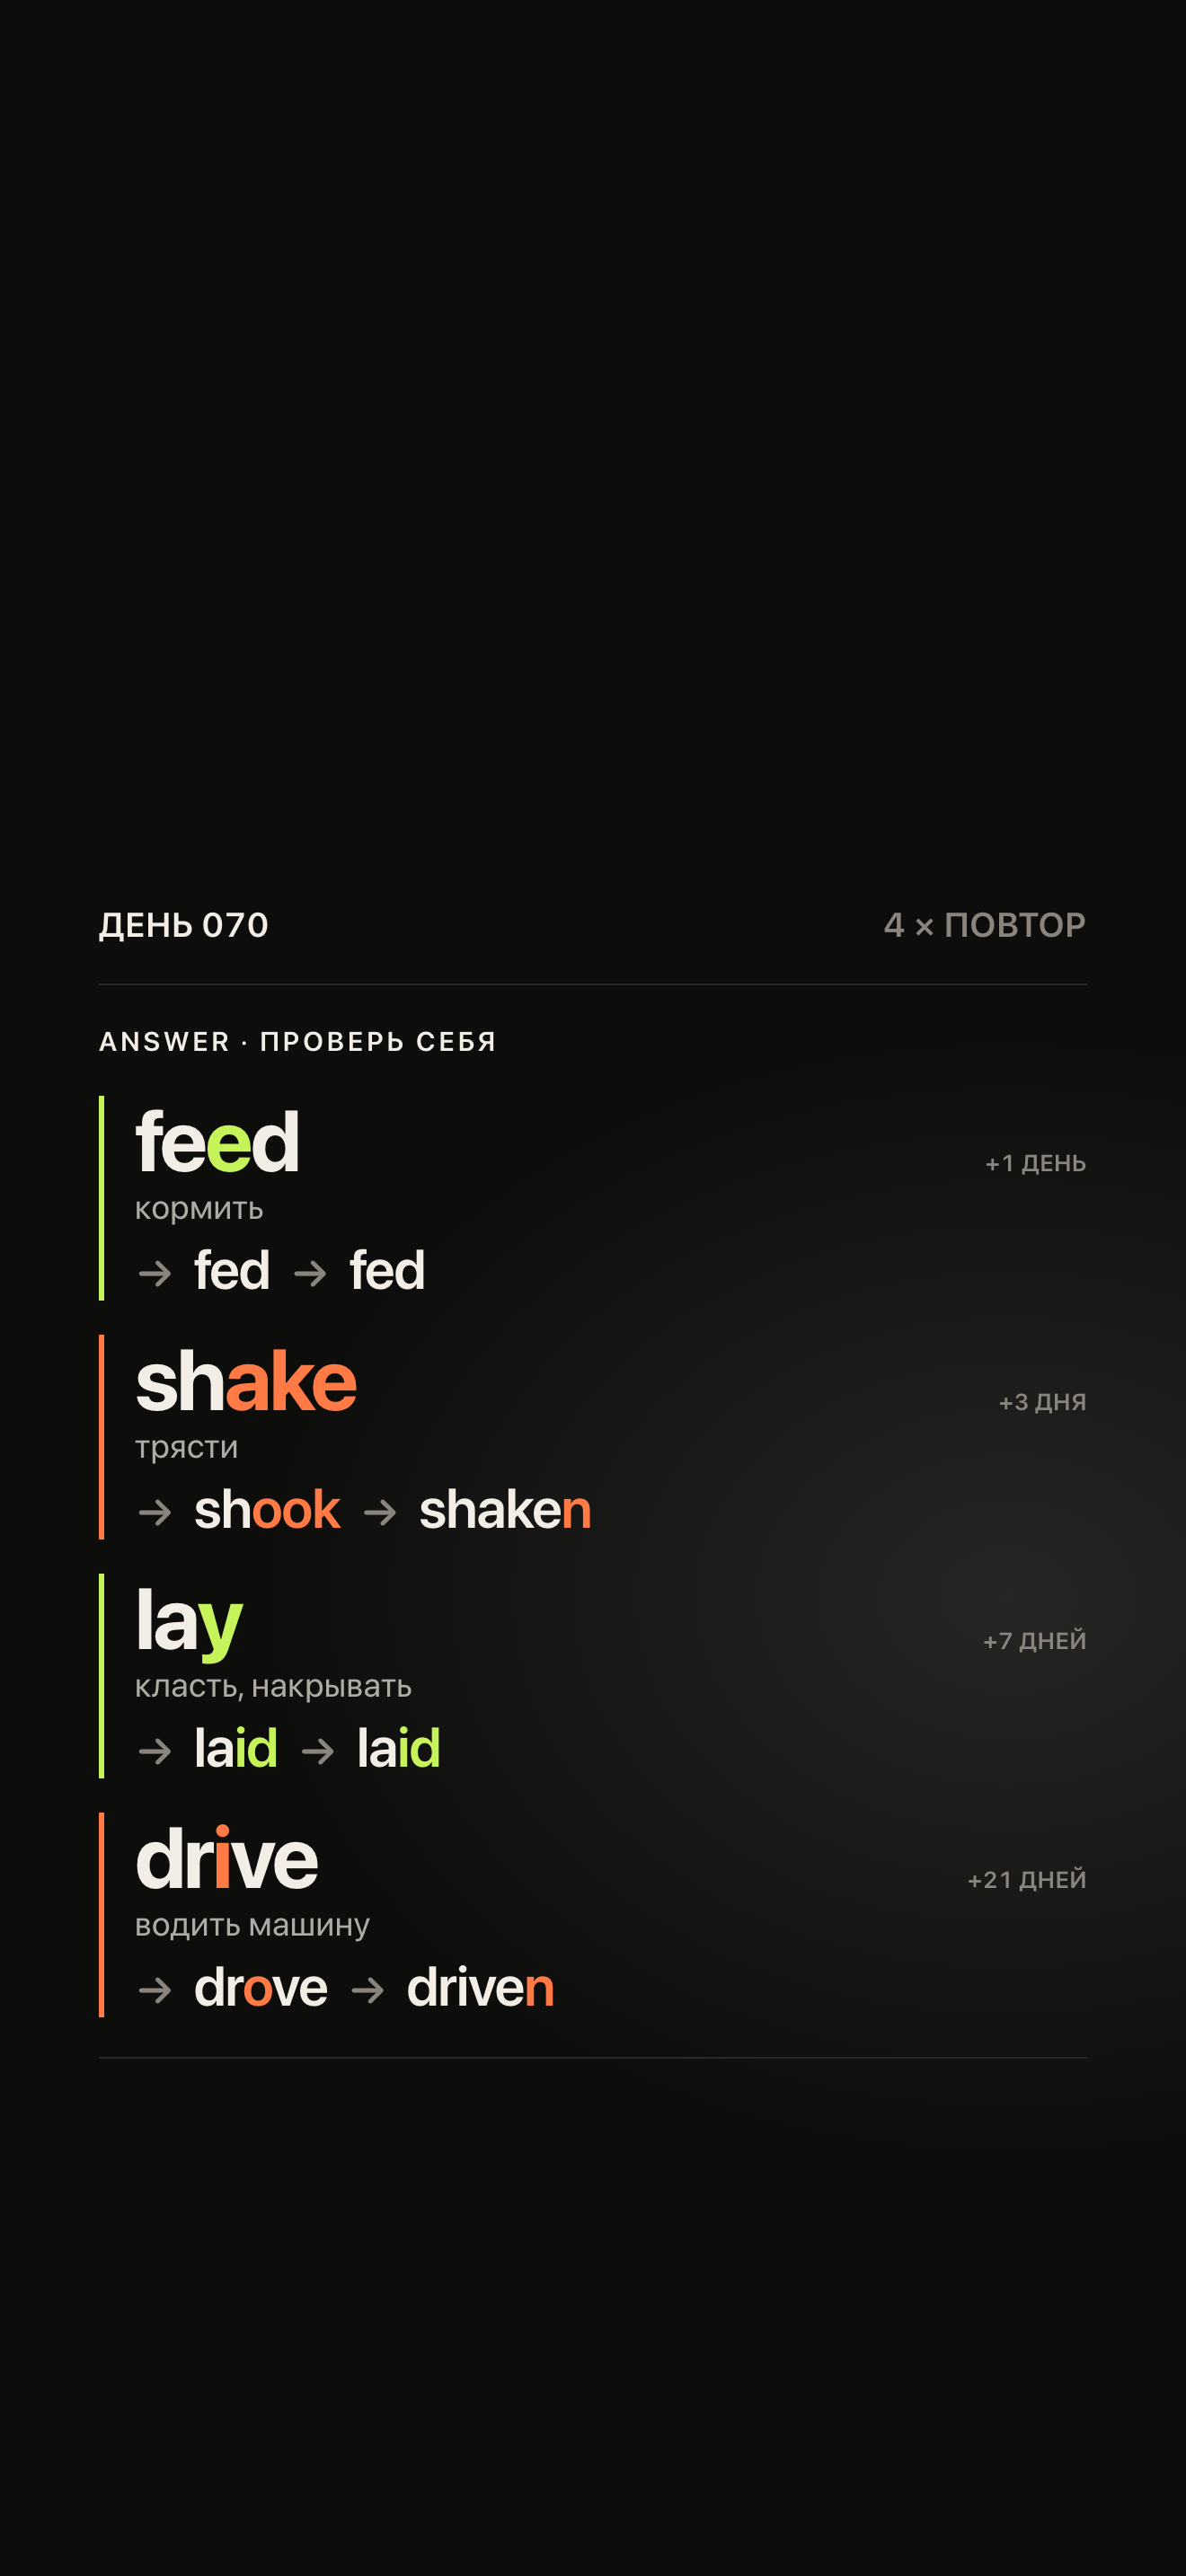 ДЕНЬ 070
4 × ПОВТОР
ANSWER · ПРОВЕРЬ СЕБЯ
feed
+1 ДЕНЬ
кормить
→ fed → fed
shake
+3 ДНЯ
трясти
→ shook → shaken
lay
+7 ДНЕЙ
класть, накрывать
→ laid → laid
drive
+21 ДНЕЙ
водить машину
→ drove → driven